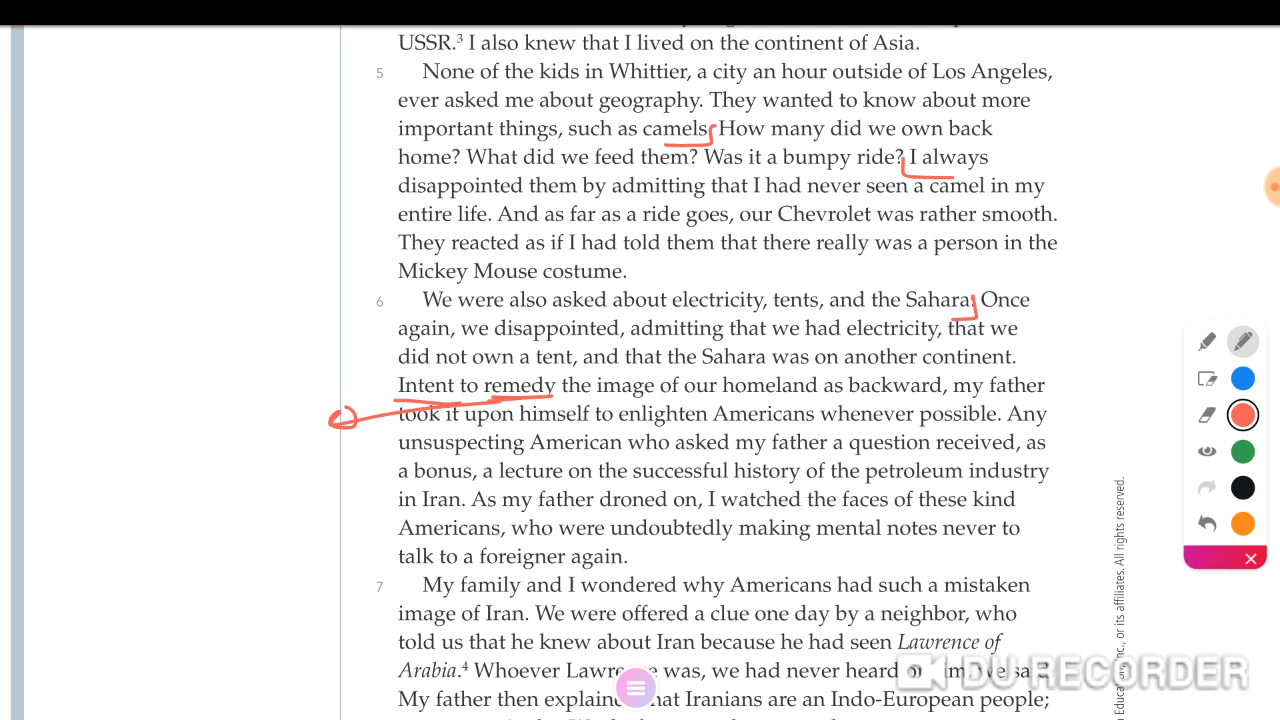 USSR.³ I also knew that I lived on the continent of Asia.
5 None of the kids in Whittier, a city an hour outside of Los Angeles,
ever asked me about geography. They wanted to know about more
important things, such as camels. How many did we own back
home? What did we feed them? Was it a bumpy ride? I always
disappointed them by admitting that I had never seen a camel in my
entire life. And as far as a ride goes, our Chevrolet was rather smooth.
They reacted as if I had told them that there really was a person in the
Mickey Mouse costume.
6 We were also asked about electricity, tents, and the Sahara. Once
again, we disappointed, admitting that we had electricity, that we
did not own a tent, and that the Sahara was on another continent.
Intent to remedy the image of our homeland as backward, my father
took it upon himself to enlighten Americans whenever possible. Any
unsuspecting American who asked my father a question received, as
a bonus, a lecture on the successful history of the petroleum industry
in Iran. As my father droned on, I watched the faces of these kind
Americans, who were undoubtedly making mental notes never to
talk to a foreigner again.
7 My family and I wondered why Americans had such a mistaken
image of Iran. We were offered a clue one day by a neighbor, who
told us that he knew about Iran because he had seen Lawrence of
Arabia.⁴ Whoever was, we had never heard we said
My father then Iranians are an Indo-European people;
Inc., or its affiliates. All rights reserved.
DU RECORDER